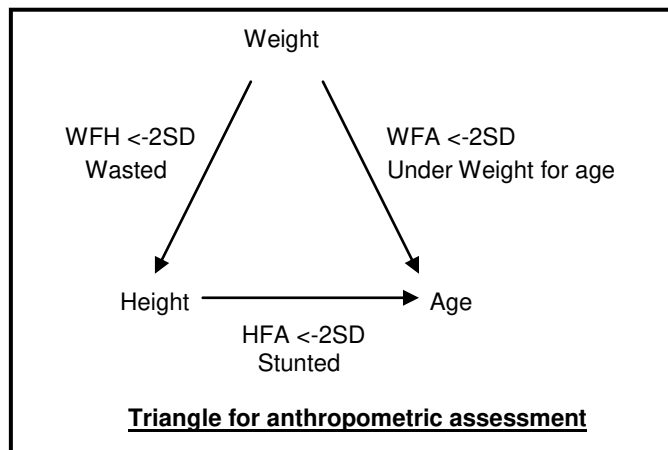 Weight
WFH <-2SD
Wasted
WFA <-2SD
Under Weight for age
Height
Age
HFA <-2SD
Stunted
Triangle for anthropometric assessment